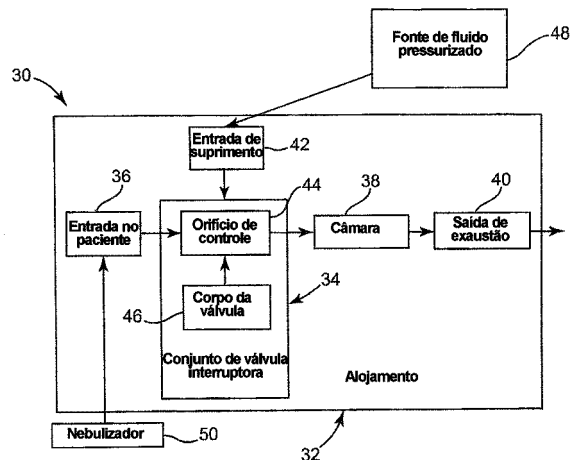 Fonte de fluido
pressurizado
48
30
Entrada de
suprimento
42
36
44
38
40
Entrada no
paciente
Orifício de
controle
Câmara
Saída de
exaustão
34
46
Corpo da
válvula
Conjunto de válvula
interruptora
Alojamento
Nebulizador
50
32